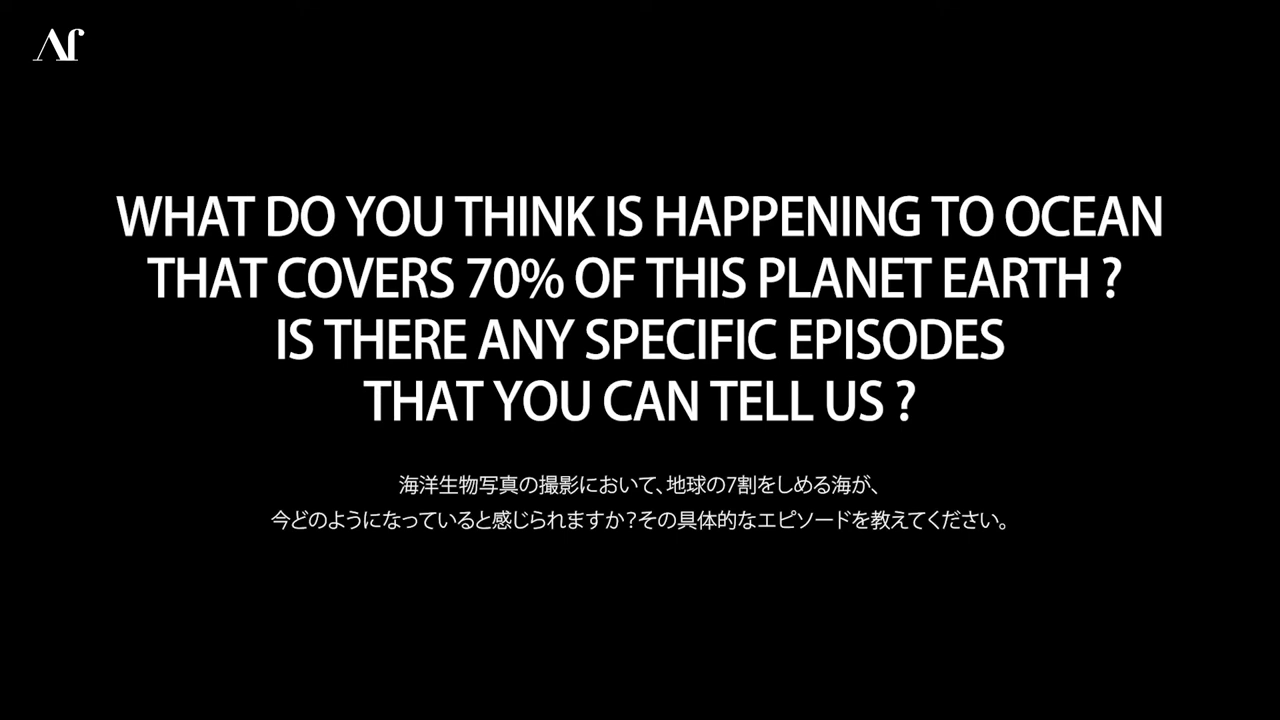 Af
WHAT DO YOU THINK IS HAPPENING TO OCEAN
THAT COVERS 70% OF THIS PLANET EARTH ?
IS THERE ANY SPECIFIC EPISODES
THAT YOU CAN TELL US ?
海洋生物写真の撮影において、地球の7割をしめる海が、
今どのようになっていると感じられますか？その具体的なエピソードを教えてください。